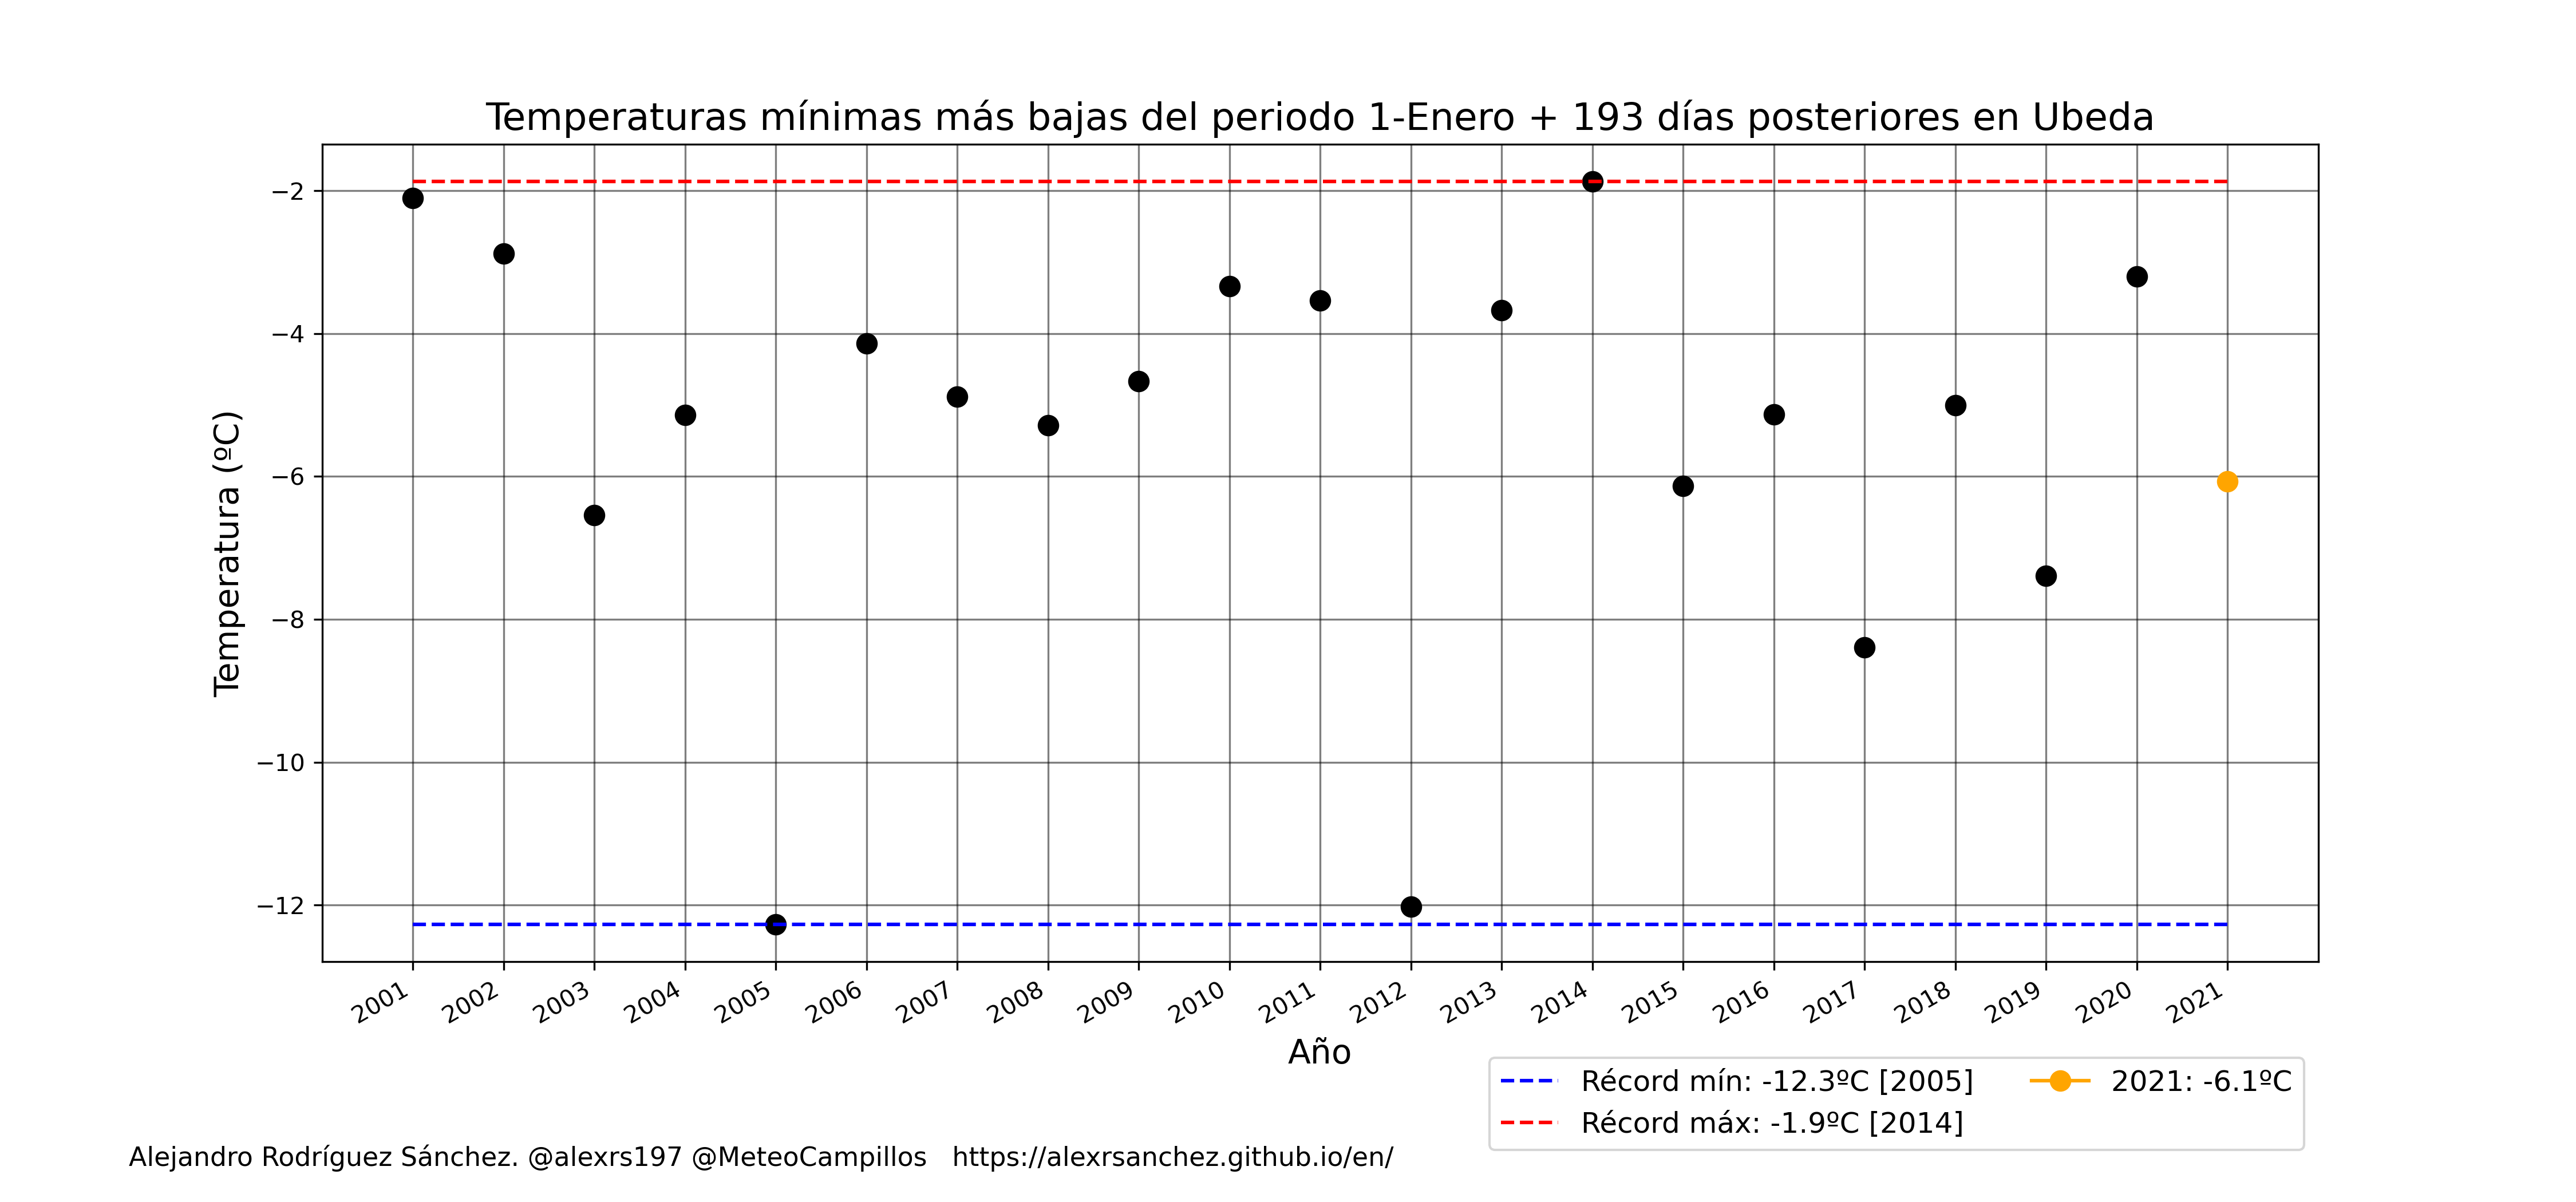 Temperaturas mínimas más bajas del periodo 1-Enero + 193 días posteriores en Ubeda
Temperatura (ºC)
−2
−4
−6
−8
−10
−12
2001 2002 2003 2004 2005 2006 2007 2008 2009 2010 2011 2012 2013 2014 2015 2016 2017 2018 2019 2020 2021
Año
Récord mín: -12.3ºC [2005]
Récord máx: -1.9ºC [2014]
2021: -6.1ºC
Alejandro Rodríguez Sánchez. @alexrs197 @MeteoCampillos https://alexrsanchez.github.io/en/